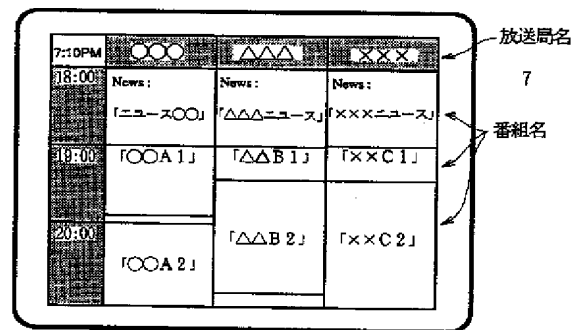 放送局名
7:10PM ○○○ △△△ ×××
18:00 News: News: News:
7
「ニュース○○」 「△△△ニュース」 「×××ニュース」
番組名
19:00 「○○A1」 「△△B1」 「××C1」
20:00 「△△B2」 「××C2」
「○○A2」